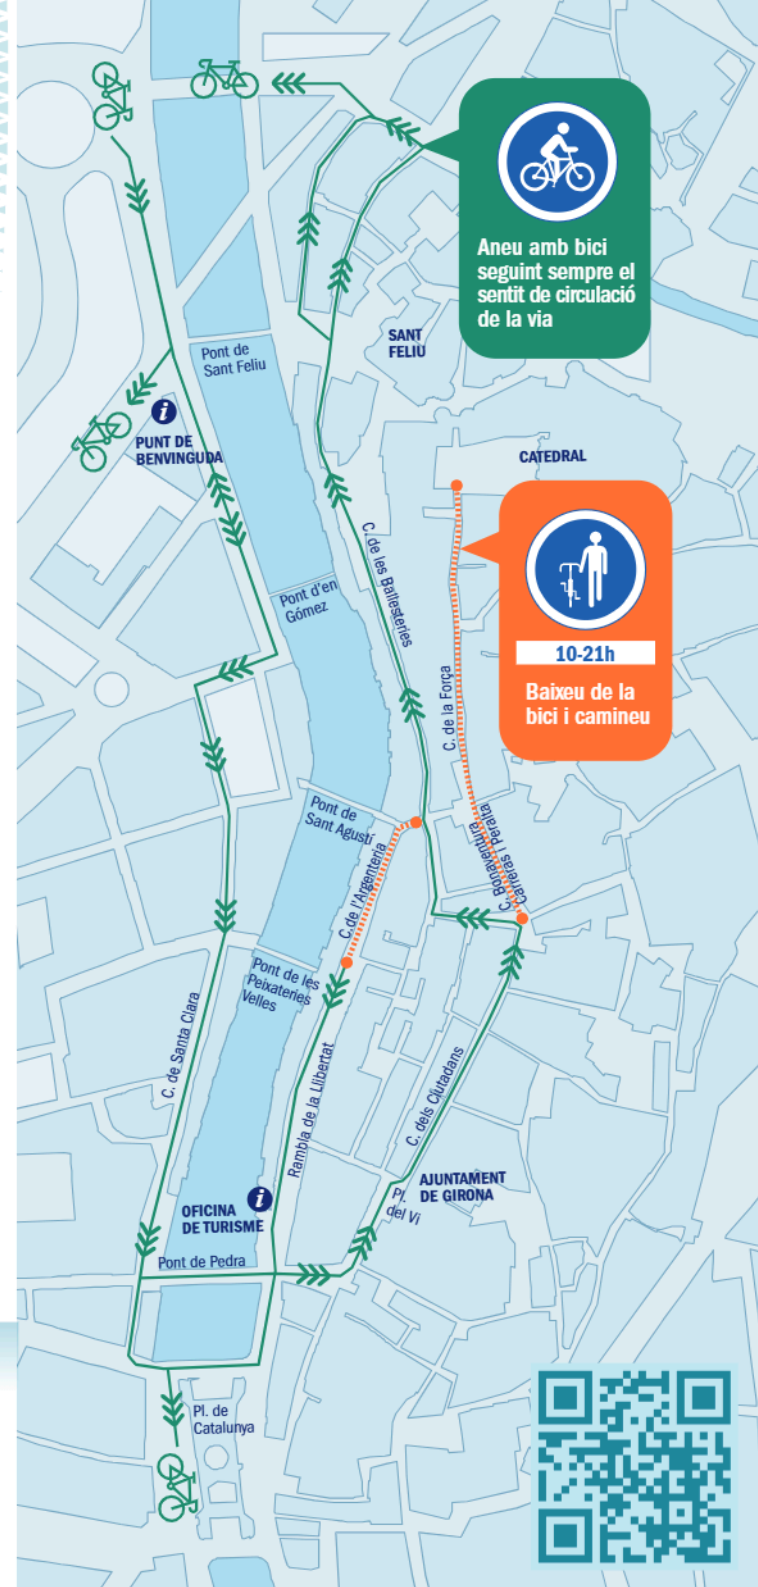 Aneu amb bici
seguint sempre el
sentit de circulació
de la via
SANT
FELIU
Pont de
Sant Feliu
i
PUNT DE
BENVINGUDA
CATEDRAL
C. de les Ballesteries
10-21h
Baixeu de la
bici i camineu
Pont d'en
Gómez
C. de la Força
Pont de
Sant Agustí
C. Bonaventura
Carreras i Peralta
C. de l'Argenteria
Pont de les
Peixateries
Velles
C. de Santa Clara
Rambla de la Llibertat
C. dels Ciutadans
AJUNTAMENT
DE GIRONA
Pl.
del Vi
i
OFICINA
DE TURISME
Pont de Pedra
Pl. de
Catalunya